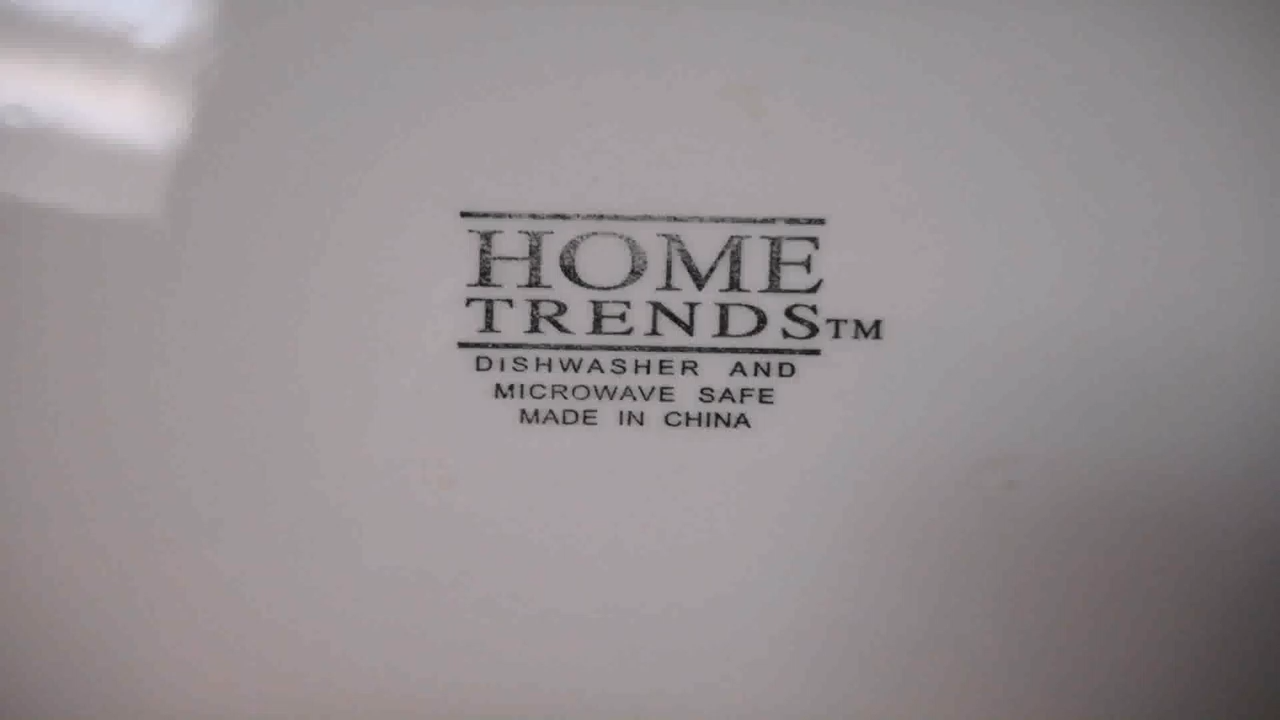 HOME
TRENDS™
DISHWASHER AND
MICROWAVE SAFE
MADE IN CHINA